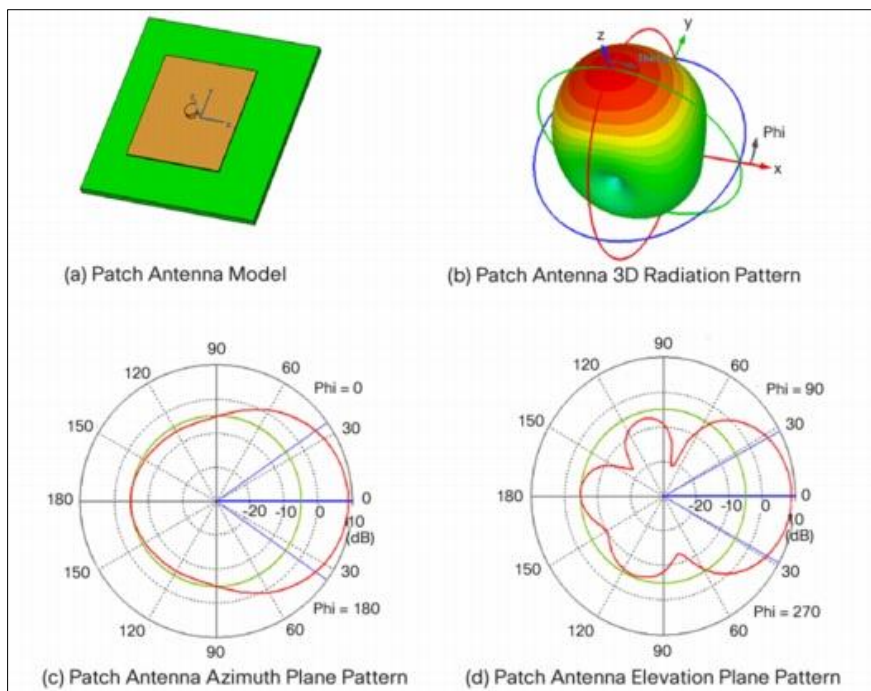 z
y
Phi
x
(a) Patch Antenna Model
(b) Patch Antenna 3D Radiation Pattern
90
120
60
Phi = 0
150
30
180
-20 -10 0
0
10
(dB)
150
30
Phi = 180
120
60
90
(c) Patch Antenna Azimuth Plane Pattern
90
120
60
Phi = 90
150
30
180
-20 -10 0
0
10
(dB)
150
30
Phi = 270
120
60
90
(d) Patch Antenna Elevation Plane Pattern